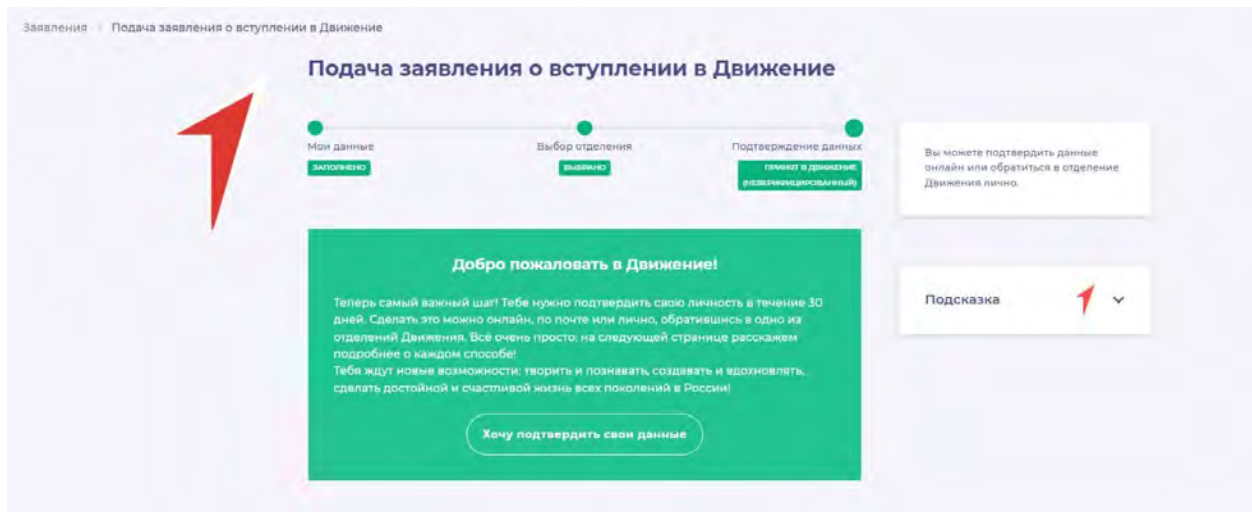 Заявления Подача заявления о вступлении в Движение
Подача заявления о вступлении в Движение
Мои данные
ЗАПОЛНЕНО
Выбор отделения
ВЫБРАНО
Подтверждение данных
ПРИНЯТ В ДВИЖЕНИЕ
(НЕВЕРИФИЦИРОВАННЫЙ)
Вы можете подтвердить данные
онлайн или обратиться в отделение
Движения лично.
Добро пожаловать в Движение!
Теперь самый важный шаг! Тебе нужно подтвердить свою личность в течение 30
дней. Сделать это можно онлайн, по почте или лично, обратившись в одно из
отделений Движения. Всё очень просто, на следующей странице расскажем
подробнее о каждом способе!
Тебя ждут новые возможности: творить и познавать, создавать и вдохновлять,
сделать достойной и счастливой жизнь всех поколений в России!
Хочу подтвердить свои данные
Подсказка